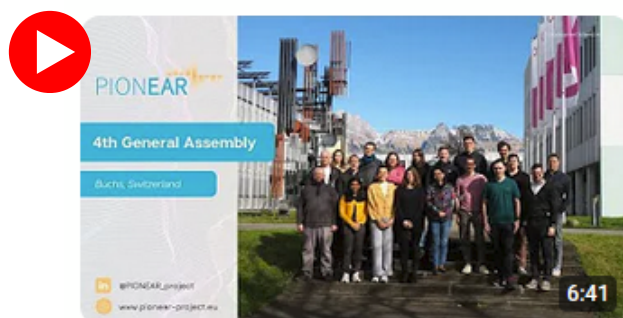 PIONEAR
4th General Assembly
Buchs, Switzerland
@PIONEAR_project
www.pionear-project.eu
6:41